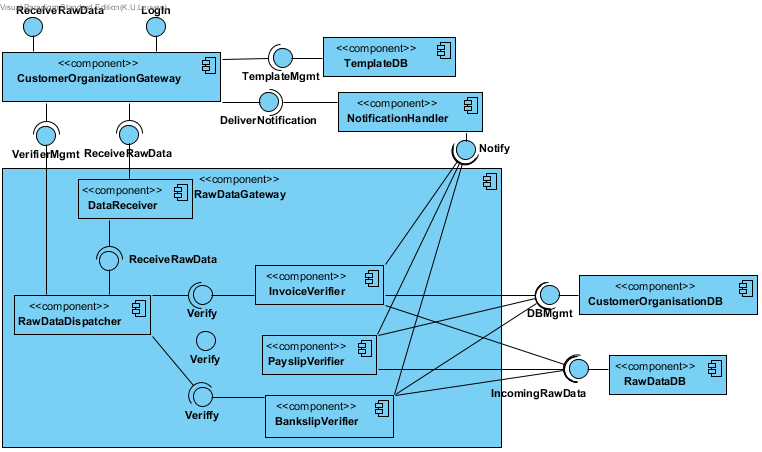 Visual Paradigm Standard Edition(K.U.Leuven)
ReceiveRawData
LogIn
<<component>>
CustomerOrganizationGateway
<<component>>
TemplateDB
TemplateMgmt
<<component>>
NotificationHandler
DeliverNotification
VerifierMgmt
ReceiveRawData
Notify
<<component>>
RawDataGateway
<<component>>
DataReceiver
ReceiveRawData
<<component>>
RawDataDispatcher
Verify
<<component>>
InvoiceVerifier
DBMgmt
<<component>>
CustomerOrganisationDB
Verify
<<component>>
PayslipVerifier
IncomingRawData
<<component>>
RawDataDB
Veriffy
<<component>>
BankslipVerifier